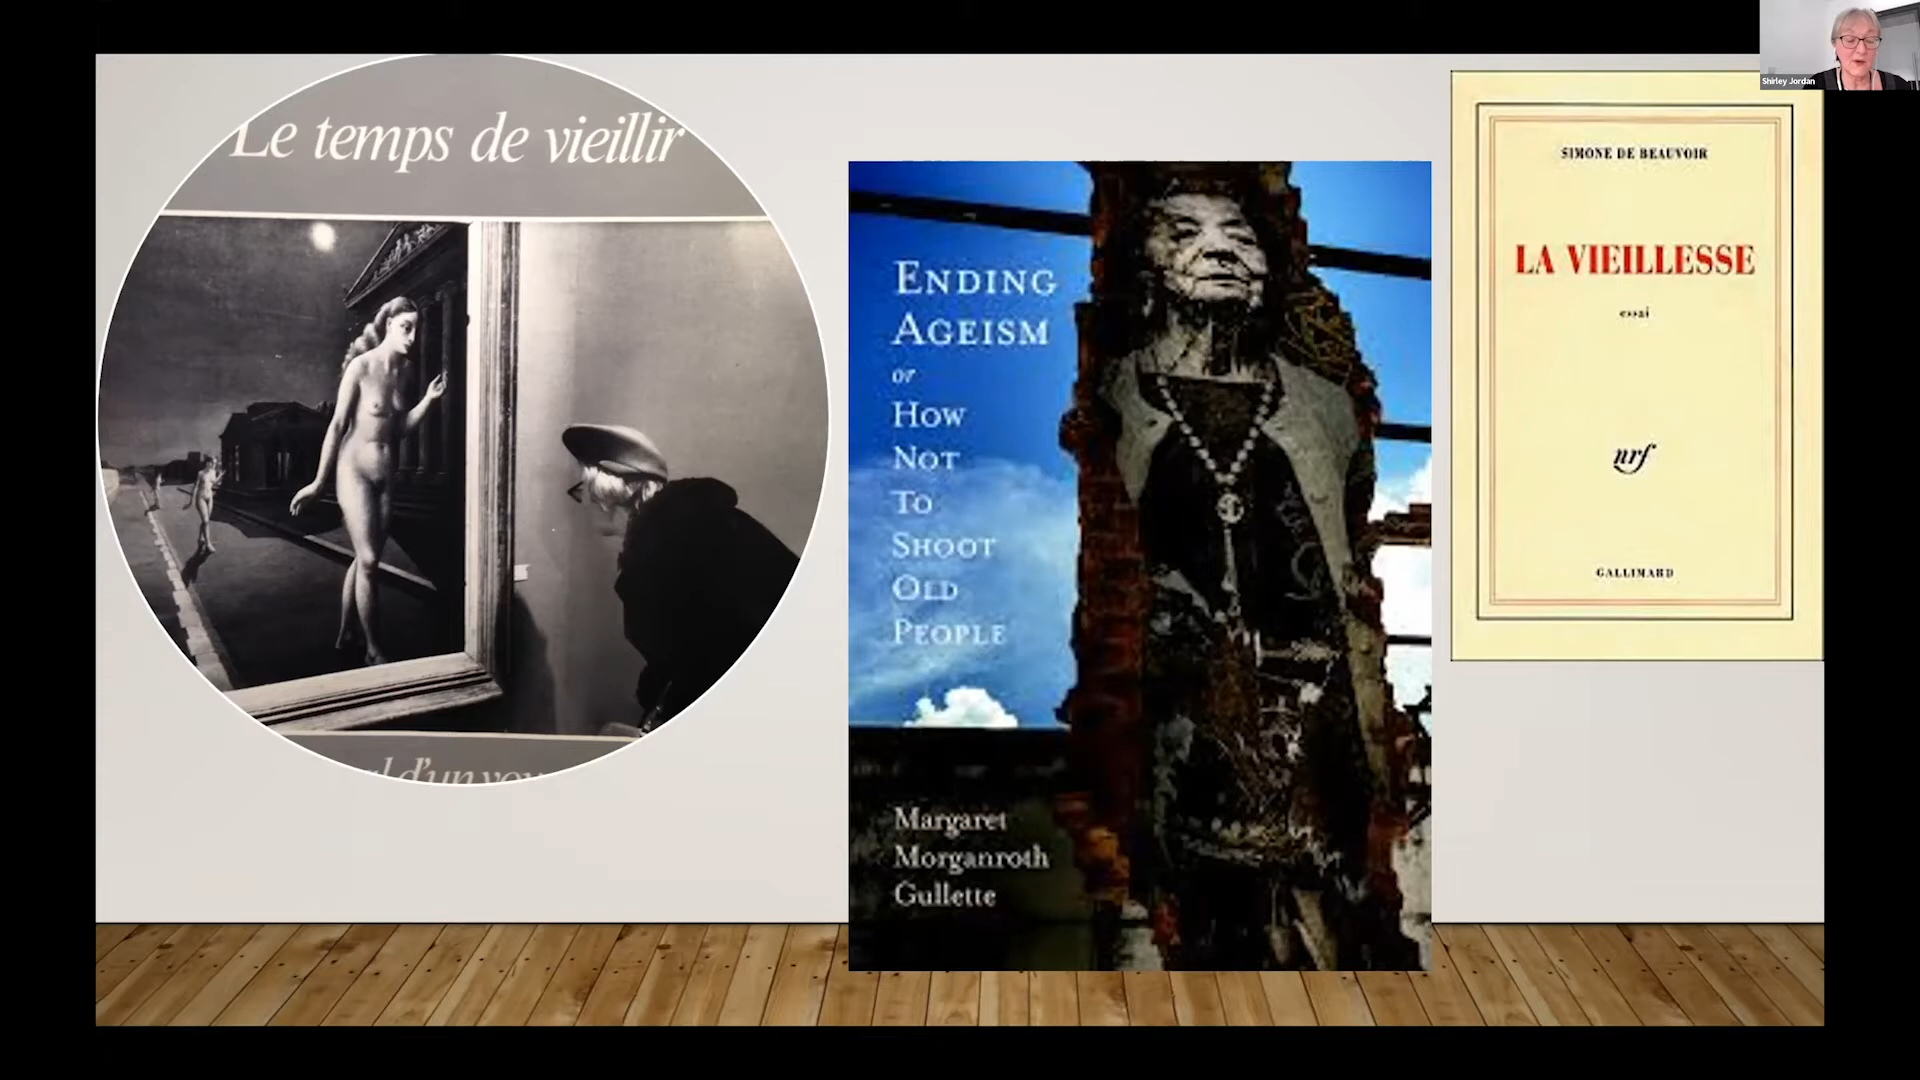 Le temps de vieillir
d'un
ENDING
AGEISM
or
HOW
NOT
TO
SHOOT
OLD
PEOPLE
Margaret
Morganroth
Gullette
SIMONE DE BEAUVOIR
LA VIEILLESSE
essai
nrf
GALLIMARD
Shirley Jordan